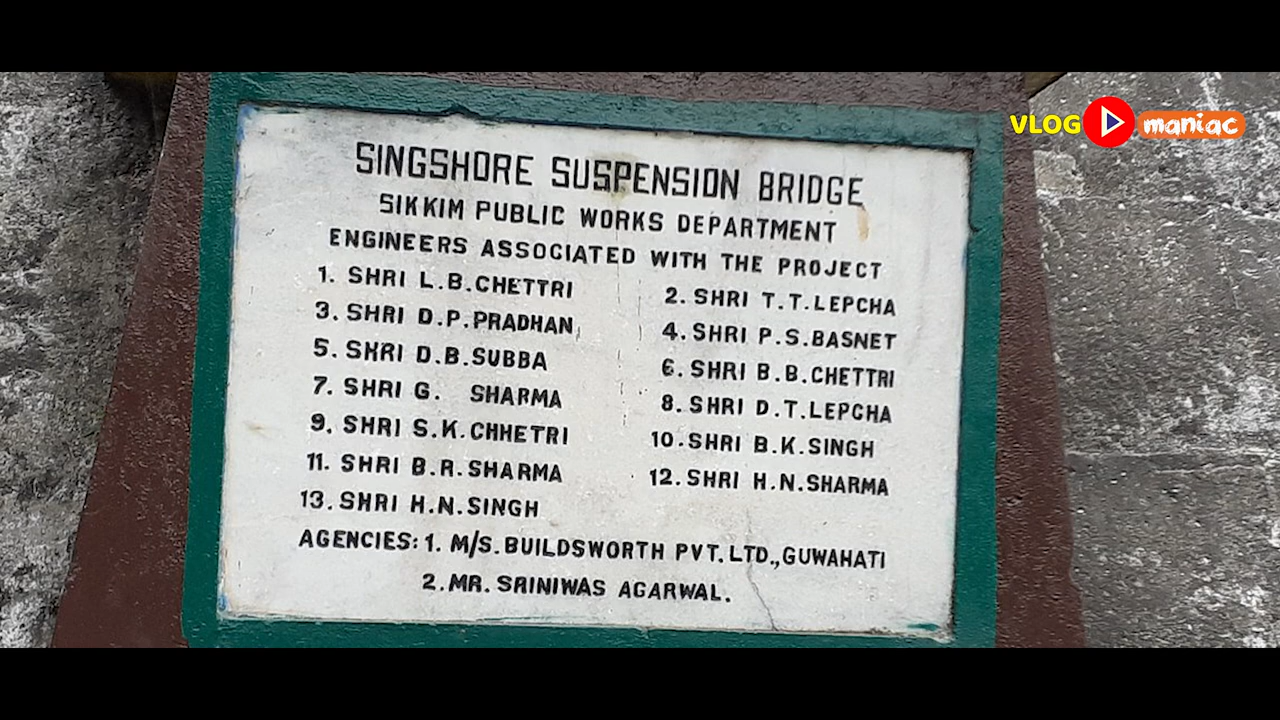 VLOG maniac
SINGSHORE SUSPENSION BRIDGE
SIKKIM PUBLIC WORKS DEPARTMENT
ENGINEERS ASSOCIATED WITH THE PROJECT
1. SHRI L.B.CHETTRI 2. SHRI T.T.LEPCHA
3. SHRI D.P.PRADHAN 4. SHRI P.S.BASNET
5. SHRI D.B.SUBBA 6. SHRI B.B.CHETTRI
7. SHRI G. SHARMA 8. SHRI D.T.LEPCHA
9. SHRI S.K.CHHETRI 10. SHRI B.K.SINGH
11. SHRI B.R.SHARMA 12. SHRI H.N.SHARMA
13. SHRI H.N.SINGH
AGENCIES: 1. M/S. BUILDSWORTH PVT. LTD., GUWAHATI
2. MR. SRINIWAS AGARWAL.